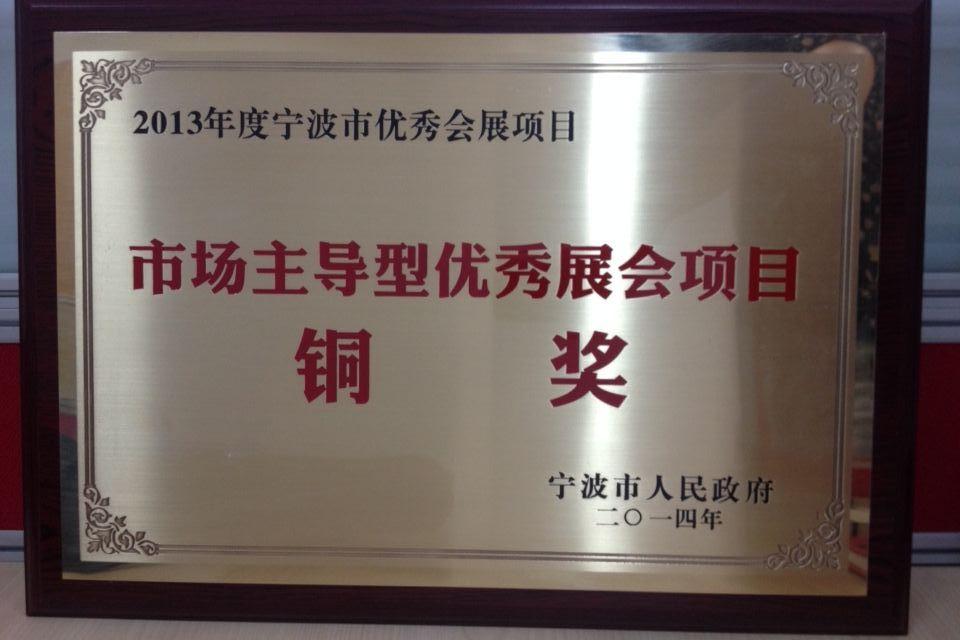 2013年度宁波市优秀会展项目
市场主导型优秀展会项目
铜 奖
宁波市人民政府
二〇一四年